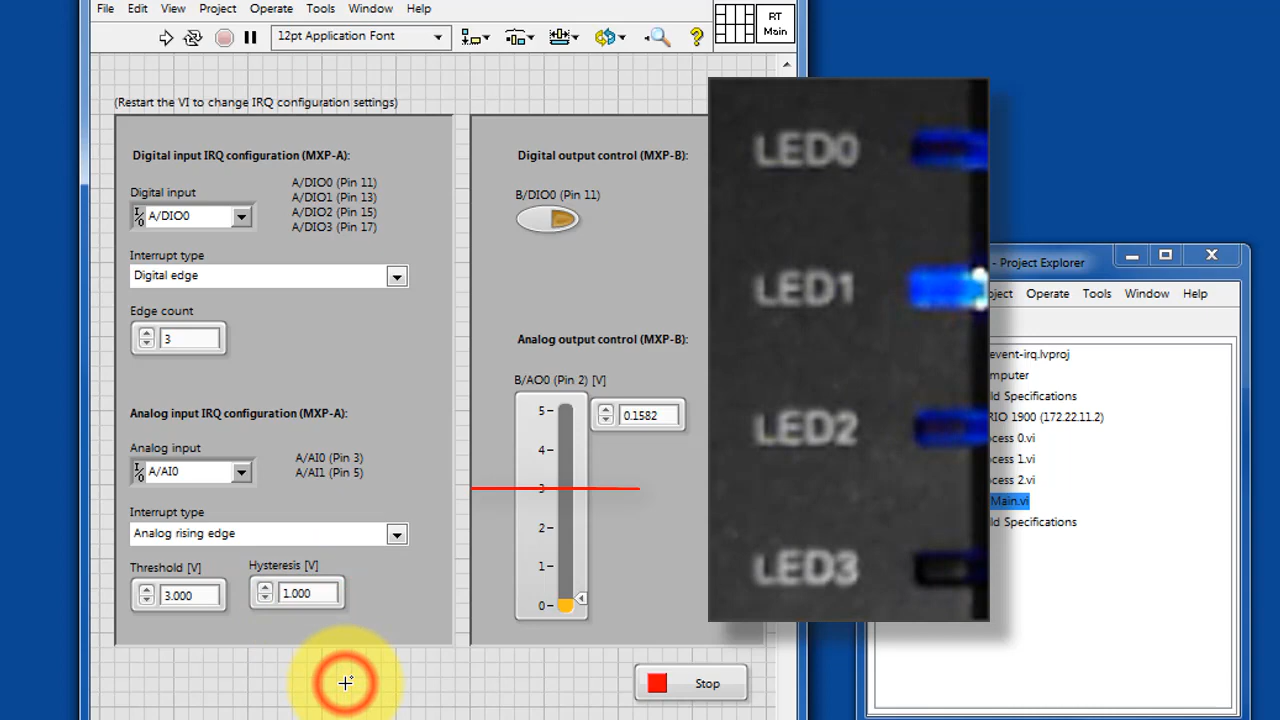 File Edit View Project Operate Tools Window Help
12pt Application Font
RT
Main
(Restart the VI to change IRQ configuration settings)
Digital input IRQ configuration (MXP-A):
Digital input
A/DIO0
A/DIO0 (Pin 11)
A/DIO1 (Pin 13)
A/DIO2 (Pin 15)
A/DIO3 (Pin 17)
Interrupt type
Digital edge
Edge count
3
Analog input IRQ configuration (MXP-A):
Analog input
A/AI0
A/AI0 (Pin 3)
A/AI1 (Pin 5)
Interrupt type
Analog rising edge
Threshold [V]
3.000
Hysteresis [V]
1.000
Digital output control (MXP-B):
B/DIO0 (Pin 11)
Analog output control (MXP-B):
B/AO0 (Pin 2) [V]
0.1582
5
4
3
2
1
0
Stop
LED0
LED1
LED2
LED3
- Project Explorer
oject Operate Tools Window Help
event-irq.lvproj
mputer
ld Specifications
RIO 1900 (172.22.11.2)
ocess 0.vi
ocess 1.vi
ocess 2.vi
Main.vi
ld Specifications